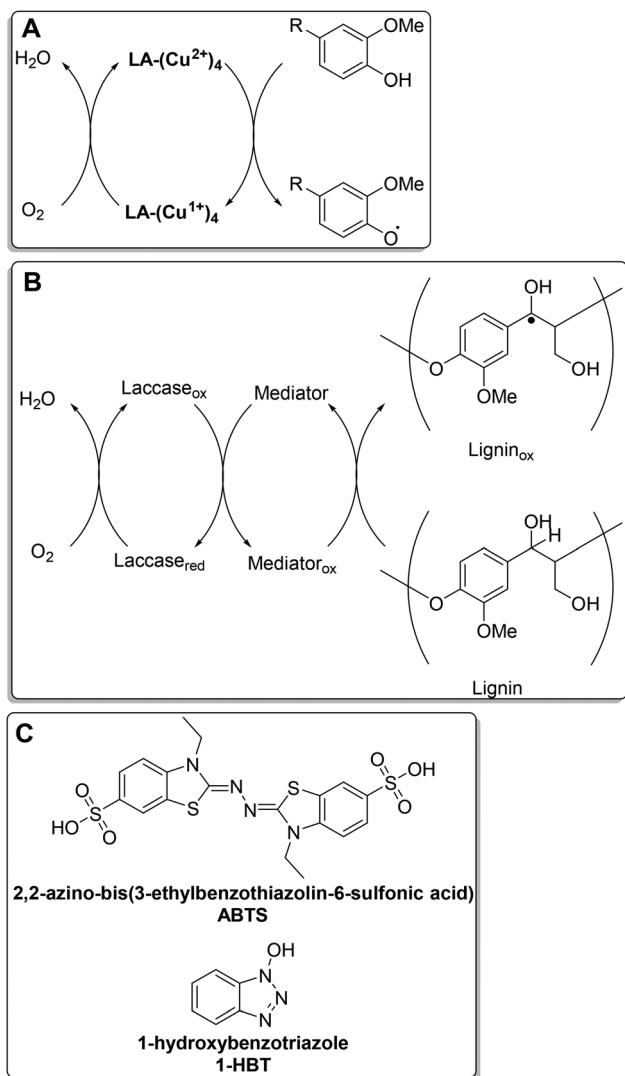 A
H₂O
LA-(Cu²⁺)₄
R
OMe
OH
O₂
LA-(Cu¹⁺)₄
R
OMe
O•
B
OH
O
OMe
OH
H₂O
Laccaseox
Mediator
Ligninox
O₂
Laccasered
Mediatorox
OH
H
O
OMe
OH
Lignin
C
N
S
N
N
S
N
O
S
O
HO
O
S
OH
O
2,2-azino-bis(3-ethylbenzothiazolin-6-sulfonic acid)
ABTS
OH
N
N
N
1-hydroxybenzotriazole
1-HBT